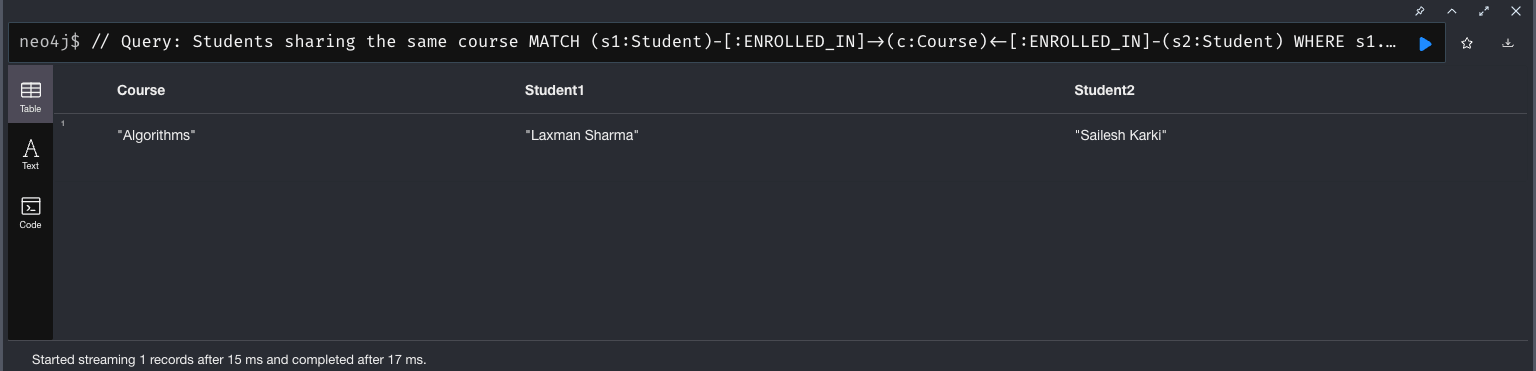 neo4j$ // Query: Students sharing the same course MATCH (s1:Student)-[:ENROLLED_IN]->(c:Course)<-[:ENROLLED_IN]-(s2:Student) WHERE s1.…
Table
Text
Code
Course Student1 Student2
1 "Algorithms" "Laxman Sharma" "Sailesh Karki"
Started streaming 1 records after 15 ms and completed after 17 ms.